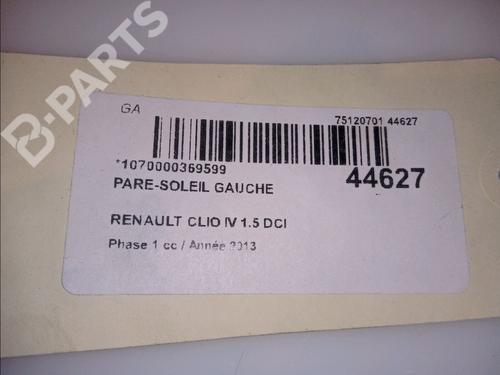 B-PARTS
GA
75120701 44627
*1070000369599
44627
PARE-SOLEIL GAUCHE
RENAULT CLIO IV 1.5 DCI
Phase 1 cc / Année 2013